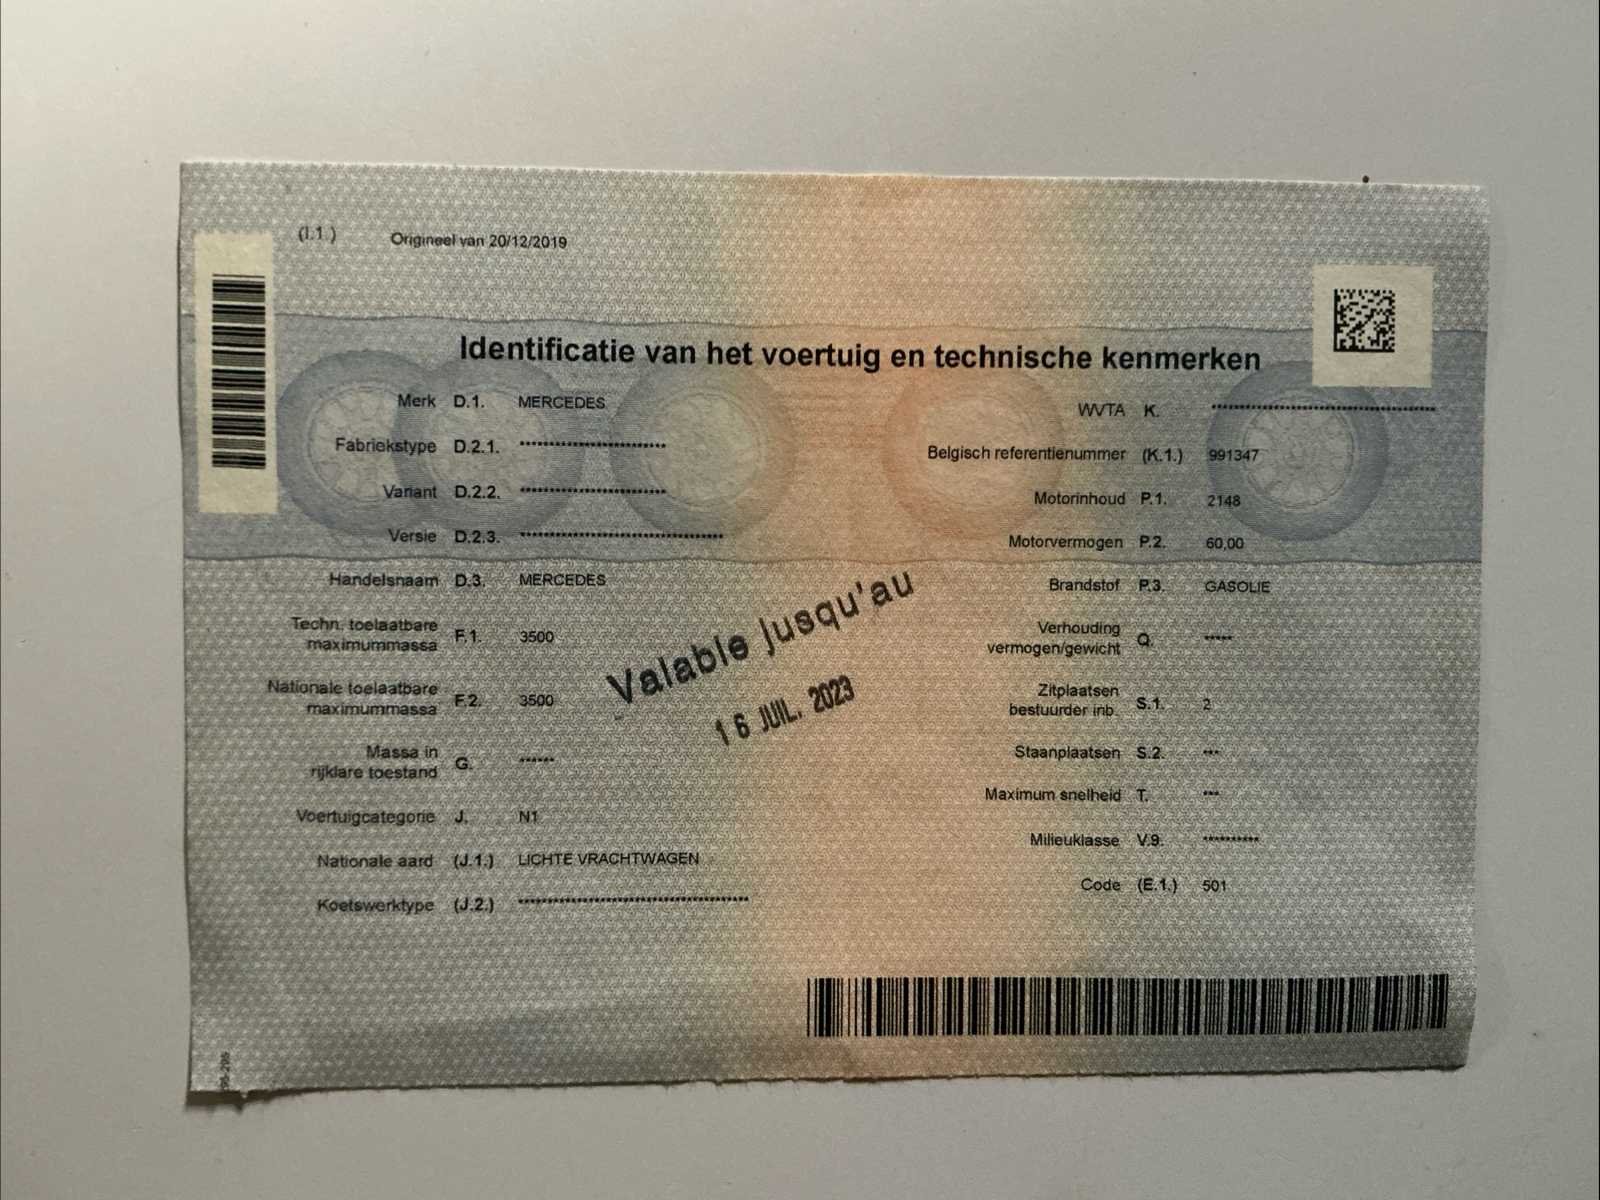 (I.1.) Origineel van 20/12/2019
Identificatie van het voertuig en technische kenmerken
Merk D.1. MERCEDES
Fabriekstype D.2.1. ******************************
Variant D.2.2. ******************************
Versie D.2.3. ******************************************
Handelsnaam D.3. MERCEDES
Techn. toelaatbare
maximummassa F.1. 3500
Nationale toelaatbare
maximummassa F.2. 3500
Massa in
rijklare toestand G. ******
Voertuigcategorie J. N1
Nationale aard (J.1.) LICHTE VRACHTWAGEN
Koetswerktype (J.2.) ****************************************
Valable jusqu'au
16 JUIL. 2023
WVTA K. ****************************************
Belgisch referentienummer (K.1.) 991347
Motorinhoud P.1. 2148
Motorvermogen P.2. 60,00
Brandstof P.3. GASOLIE
Verhouding
vermogen/gewicht Q. *****
Zitplaatsen
bestuurder inb. S.1. 2
Staanplaatsen S.2. ***
Maximum snelheid T. ***
Milieuklasse V.9. **********
Code (E.1.) 501